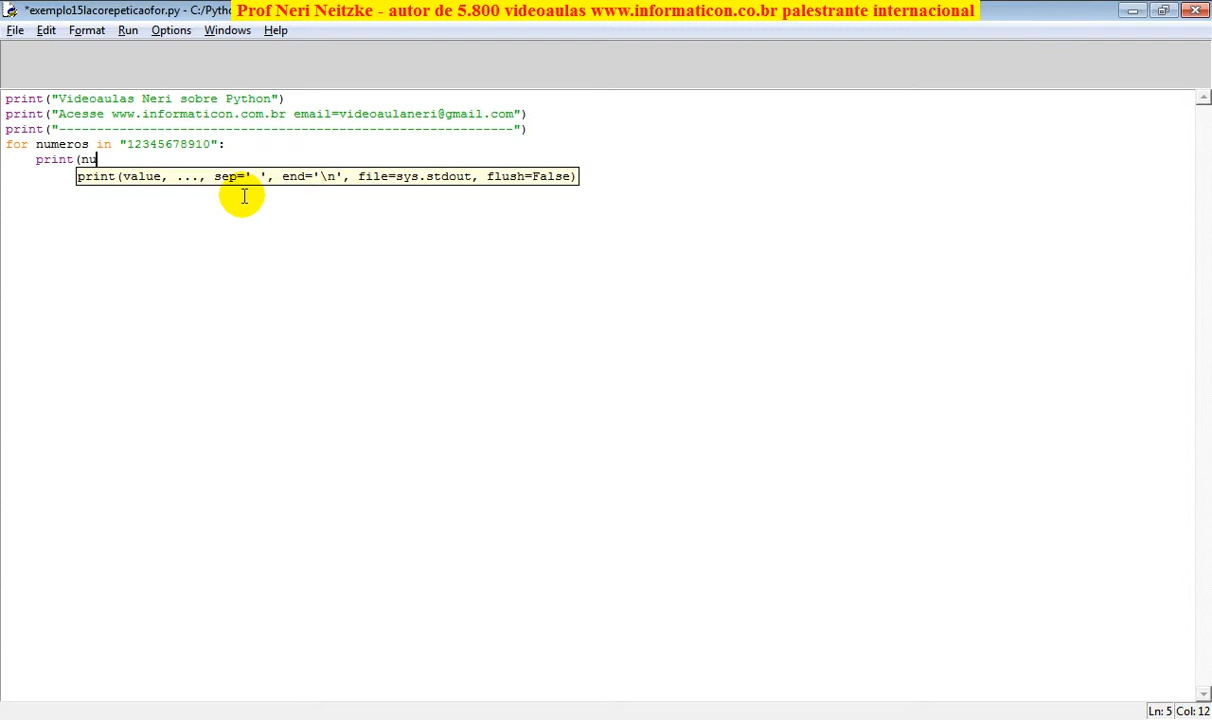 *exemplo15lacorepeticaofor.py - C:/Pytho
Prof Neri Neitzke - autor de 5.800 videoaulas www.informaticon.co.br palestrante internacional
File Edit Format Run Options Windows Help
print("Videoaulas Neri sobre Python")
print("Acesse www.informaticon.com.br email=videoaulaneri@gmail.com")
print("------------------------------------------------------------")
for numeros in "12345678910":
print(nu
print(value, ..., sep=' ', end='\n', file=sys.stdout, flush=False)
Ln: 5 Col: 12